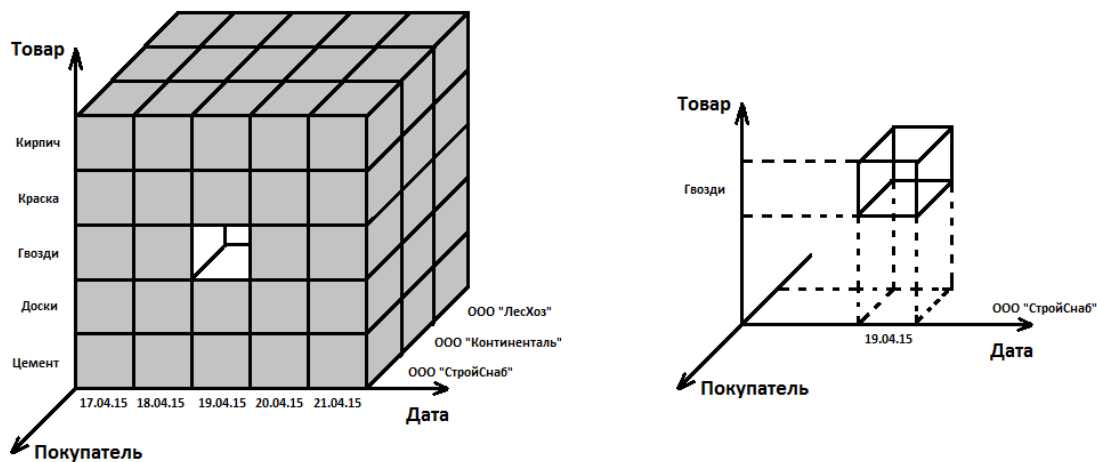 Товар
Кирпич
Краска
Гвозди
Доски
Цемент
17.04.15 18.04.15 19.04.15 20.04.15 21.04.15
ООО "ЛесХоз"
ООО "Континенталь"
ООО "СтройСнаб"
Дата
Покупатель
Товар
Гвозди
ООО "СтройСнаб"
19.04.15
Дата
Покупатель